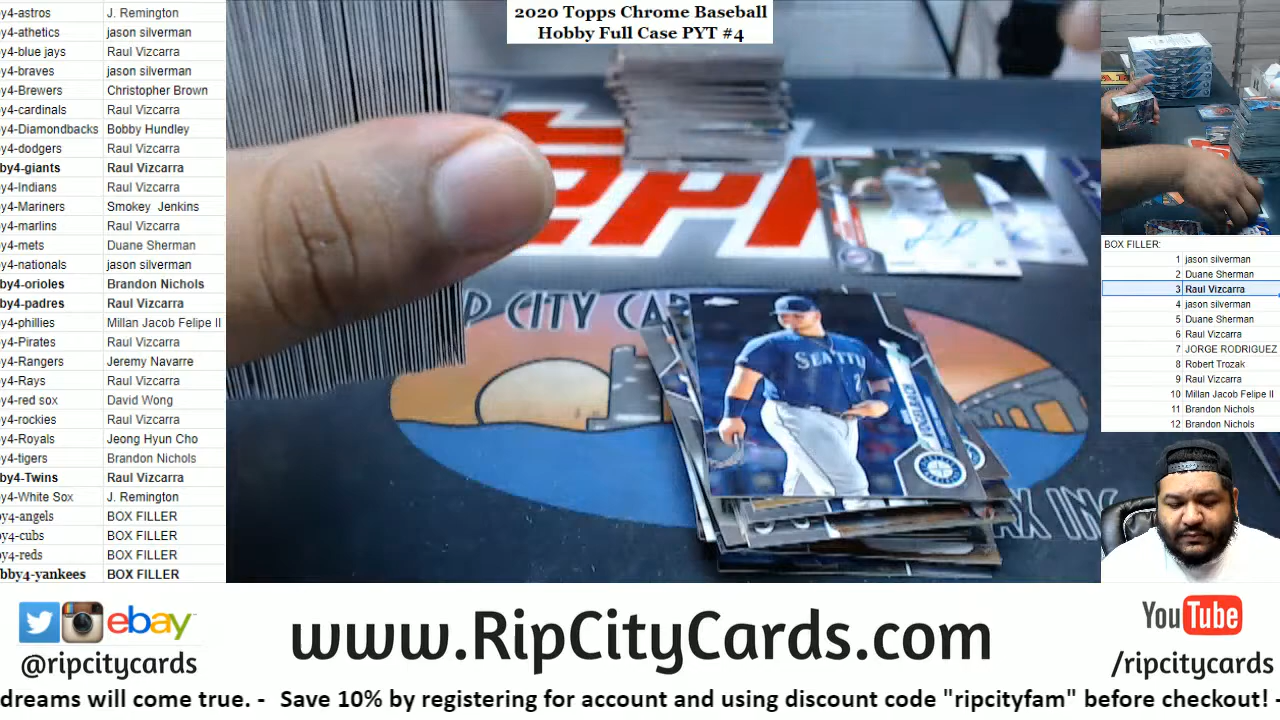 2020 Topps Chrome Baseball
Hobby Full Case PYT #4
y4-astros J. Remington
y4-athetics jason silverman
y4-blue jays Raul Vizcarra
y4-braves jason silverman
y4-Brewers Christopher Brown
y4-cardinals Raul Vizcarra
y4-Diamondbacks Bobby Hundley
y4-dodgers Raul Vizcarra
by4-giants Raul Vizcarra
y4-Indians Raul Vizcarra
y4-Mariners Smokey Jenkins
y4-marlins Raul Vizcarra
y4-mets Duane Sherman
y4-nationals jason silverman
by4-orioles Brandon Nichols
by4-padres Raul Vizcarra
y4-phillies Millan Jacob Felipe II
y4-Pirates Raul Vizcarra
y4-Rangers Jeremy Navarre
y4-Rays Raul Vizcarra
y4-red sox David Wong
y4-rockies Raul Vizcarra
y4-Royals Jeong Hyun Cho
y4-tigers Brandon Nichols
by4-Twins Raul Vizcarra
y4-White Sox J. Remington
y4-angels BOX FILLER
y4-cubs BOX FILLER
y4-reds BOX FILLER
bby4-yankees BOX FILLER
P CITY CA
SEATTLE
AX IN
BOX FILLER:
1 jason silverman
2 Duane Sherman
3 Raul Vizcarra
4 jason silverman
5 Duane Sherman
6 Raul Vizcarra
7 JORGE RODRIGUEZ
8 Robert Trozak
9 Raul Vizcarra
10 Millan Jacob Felipe II
11 Brandon Nichols
12 Brandon Nichols
ebay
@ripcitycards
www.RipCityCards.com
YouTube
/ripcitycards
dreams will come true. - Save 10% by registering for account and using discount code "ripcityfam" before checkout! -